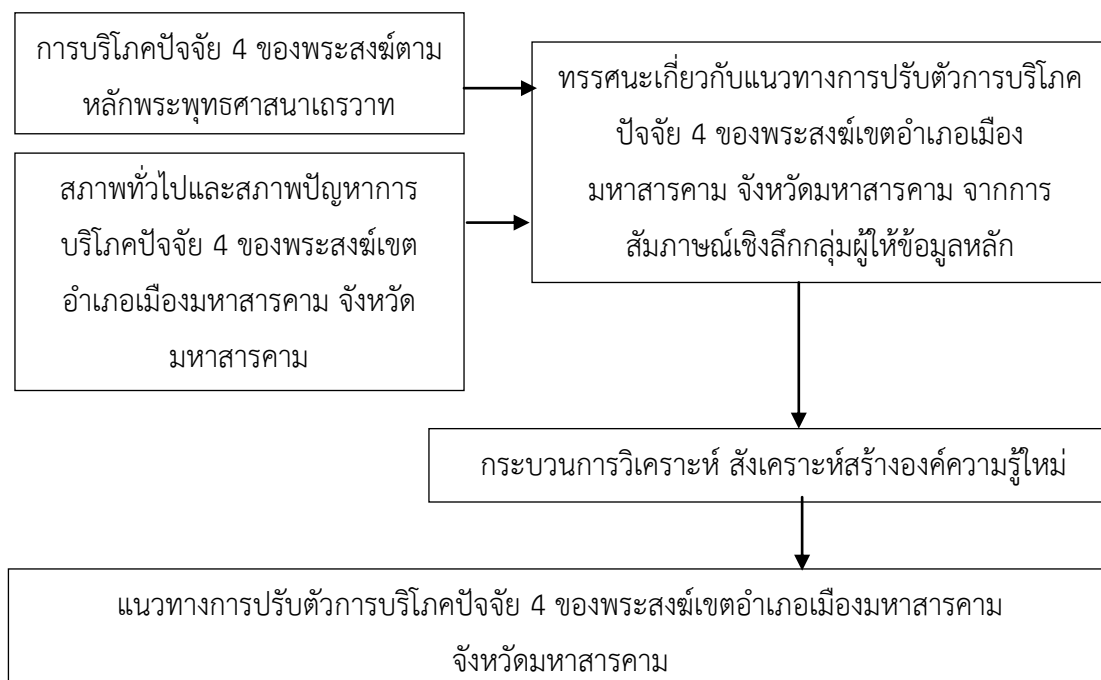 การบริโภคปัจจัย 4 ของพระสงฆ์ตาม
หลักพระพุทธศาสนาเถรวาท
สภาพทั่วไปและสภาพปัญหาการ
บริโภคปัจจัย 4 ของพระสงฆ์เขต
อำเภอเมืองมหาสารคาม จังหวัด
มหาสารคาม
ทรรศนะเกี่ยวกับแนวทางการปรับตัวการบริโภค
ปัจจัย 4 ของพระสงฆ์เขตอำเภอเมือง
มหาสารคาม จังหวัดมหาสารคาม จากการ
สัมภาษณ์เชิงลึกกลุ่มผู้ให้ข้อมูลหลัก
กระบวนการวิเคราะห์ สังเคราะห์สร้างองค์ความรู้ใหม่
แนวทางการปรับตัวการบริโภคปัจจัย 4 ของพระสงฆ์เขตอำเภอเมืองมหาสารคาม
จังหวัดมหาสารคาม